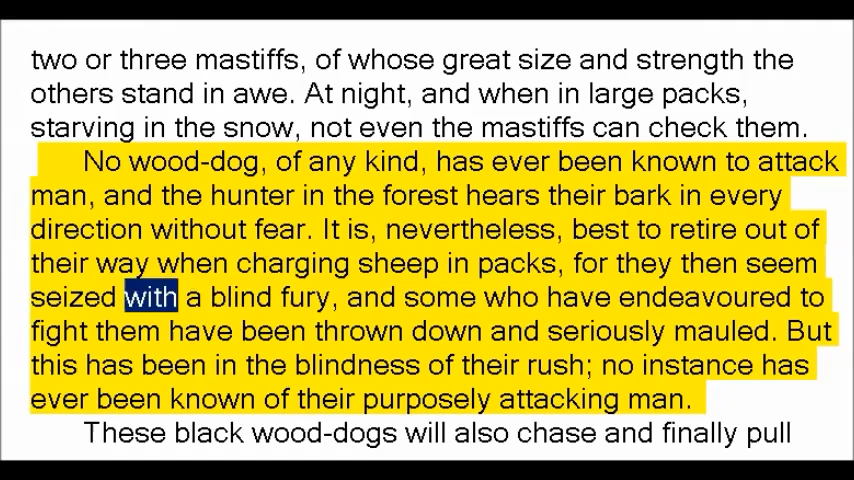 two or three mastiffs, of whose great size and strength the
others stand in awe. At night, and when in large packs,
starving in the snow, not even the mastiffs can check them.
No wood-dog, of any kind, has ever been known to attack
man, and the hunter in the forest hears their bark in every
direction without fear. It is, nevertheless, best to retire out of
their way when charging sheep in packs, for they then seem
seized with a blind fury, and some who have endeavoured to
fight them have been thrown down and seriously mauled. But
this has been in the blindness of their rush; no instance has
ever been known of their purposely attacking man.
These black wood-dogs will also chase and finally pull